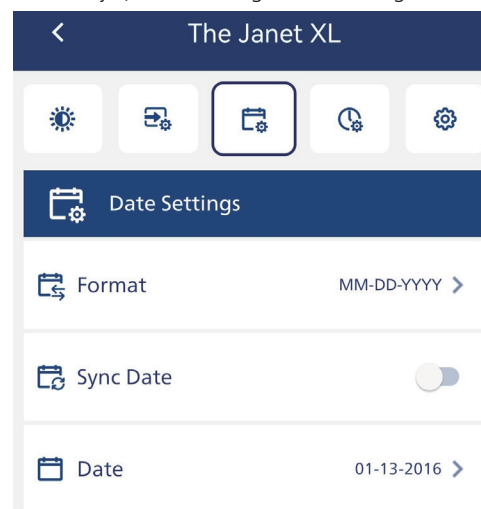 The Janet XL
Date Settings
Format MM-DD-YYYY
Sync Date
Date 01-13-2016